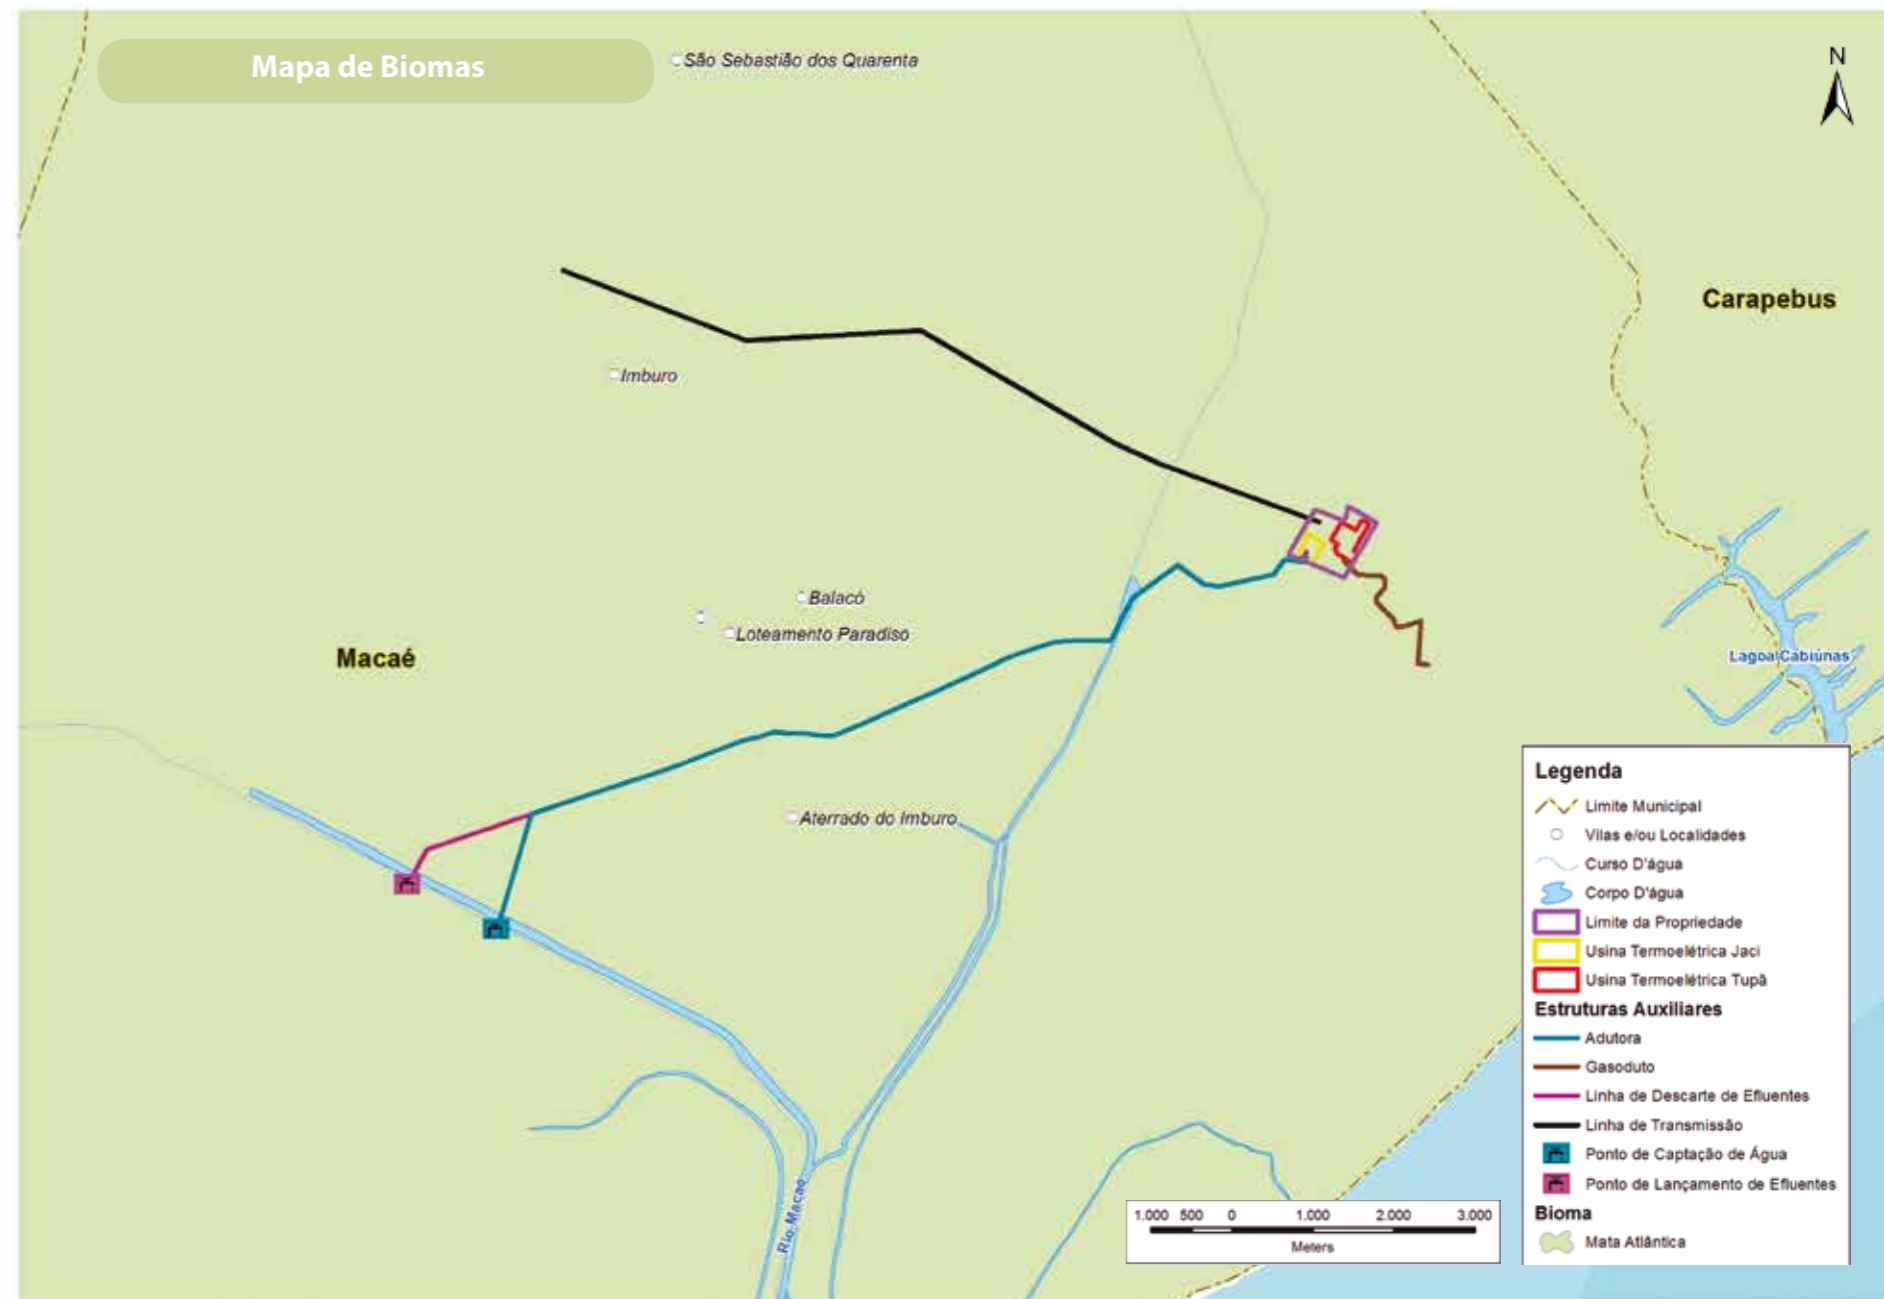 Mapa de Biomas
São Sebastião dos Quarenta
N
Carapebus
Imburo
Balacó
Loteamento Paradiso
Macaé
Lagoa Cabiúnas
Aterrado do Imburo
Rio Macaé
Legenda
Limite Municipal
Vilas e/ou Localidades
Curso D'água
Corpo D'água
Limite da Propriedade
Usina Termoelétrica Jaci
Usina Termoelétrica Tupã
Estruturas Auxiliares
Adutora
Gasoduto
Linha de Descarte de Efluentes
Linha de Transmissão
Ponto de Captação de Água
Ponto de Lançamento de Efluentes
Bioma
Mata Atlântica
1.000 500 0 1.000 2.000 3.000
Meters